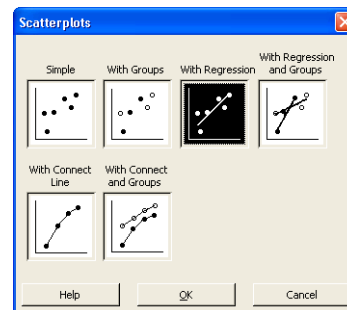 Scatterplots
Simple
With Groups
With Regression
With Regression
and Groups
With Connect
Line
With Connect
and Groups
Help
OK
Cancel